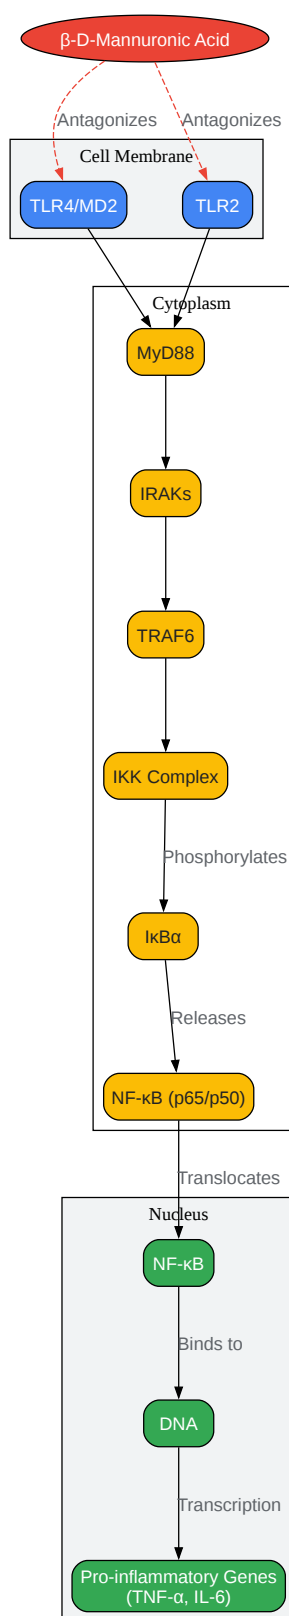 β-D-Mannuronic Acid
Antagonizes
Antagonizes
Cell Membrane
TLR4/MD2
TLR2
Cytoplasm
MyD88
IRAKs
TRAF6
IKK Complex
Phosphorylates
IκBα
Releases
NF-κB (p65/p50)
Translocates
Nucleus
NF-κB
Binds to
DNA
Transcription
Pro-inflammatory Genes
(TNF-α, IL-6)